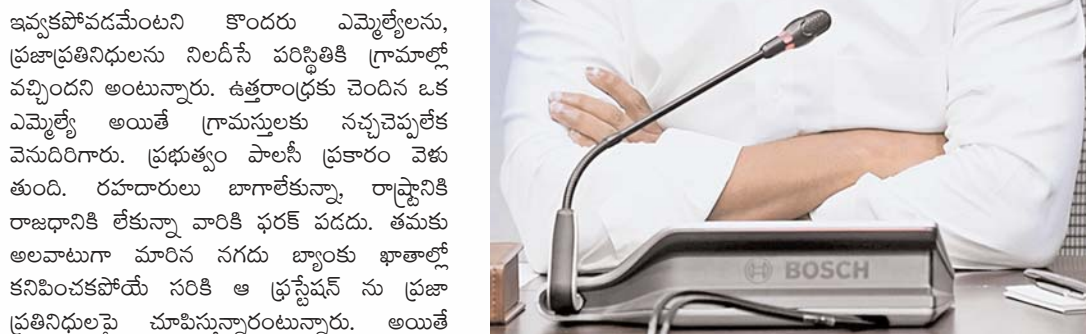 ఇవ్వకపోవడమేంటని కొందరు ఎమ్మెల్యేలను,
ప్రజాప్రతినిధులను నిలదీసే పరిస్థితికి గ్రామాల్లో
వచ్చిందని అంటున్నారు. ఉత్తరాంధ్రకు చెందిన ఒక
ఎమ్మెల్యే అయితే గ్రామస్తులకు నచ్చచెప్పలేక
వెనుదిరిగారు. ప్రభుత్వం పాలసీ ప్రకారం వెళు
తుంది. రహదారులు బాగాలేకున్నా, రాష్ట్రానికి
రాజధానికి లేకున్నా వారికి ఫరక్ పడదు. తమకు
అలవాటుగా మారిన నగదు బ్యాంకు ఖాతాల్లో
కనిపించకపోయే సరికి ఆ ఫ్రస్టేషన్ ను ప్రజా
ప్రతినిధులపై చూపిస్తున్నారంటున్నారు. అయితే
BOSCH